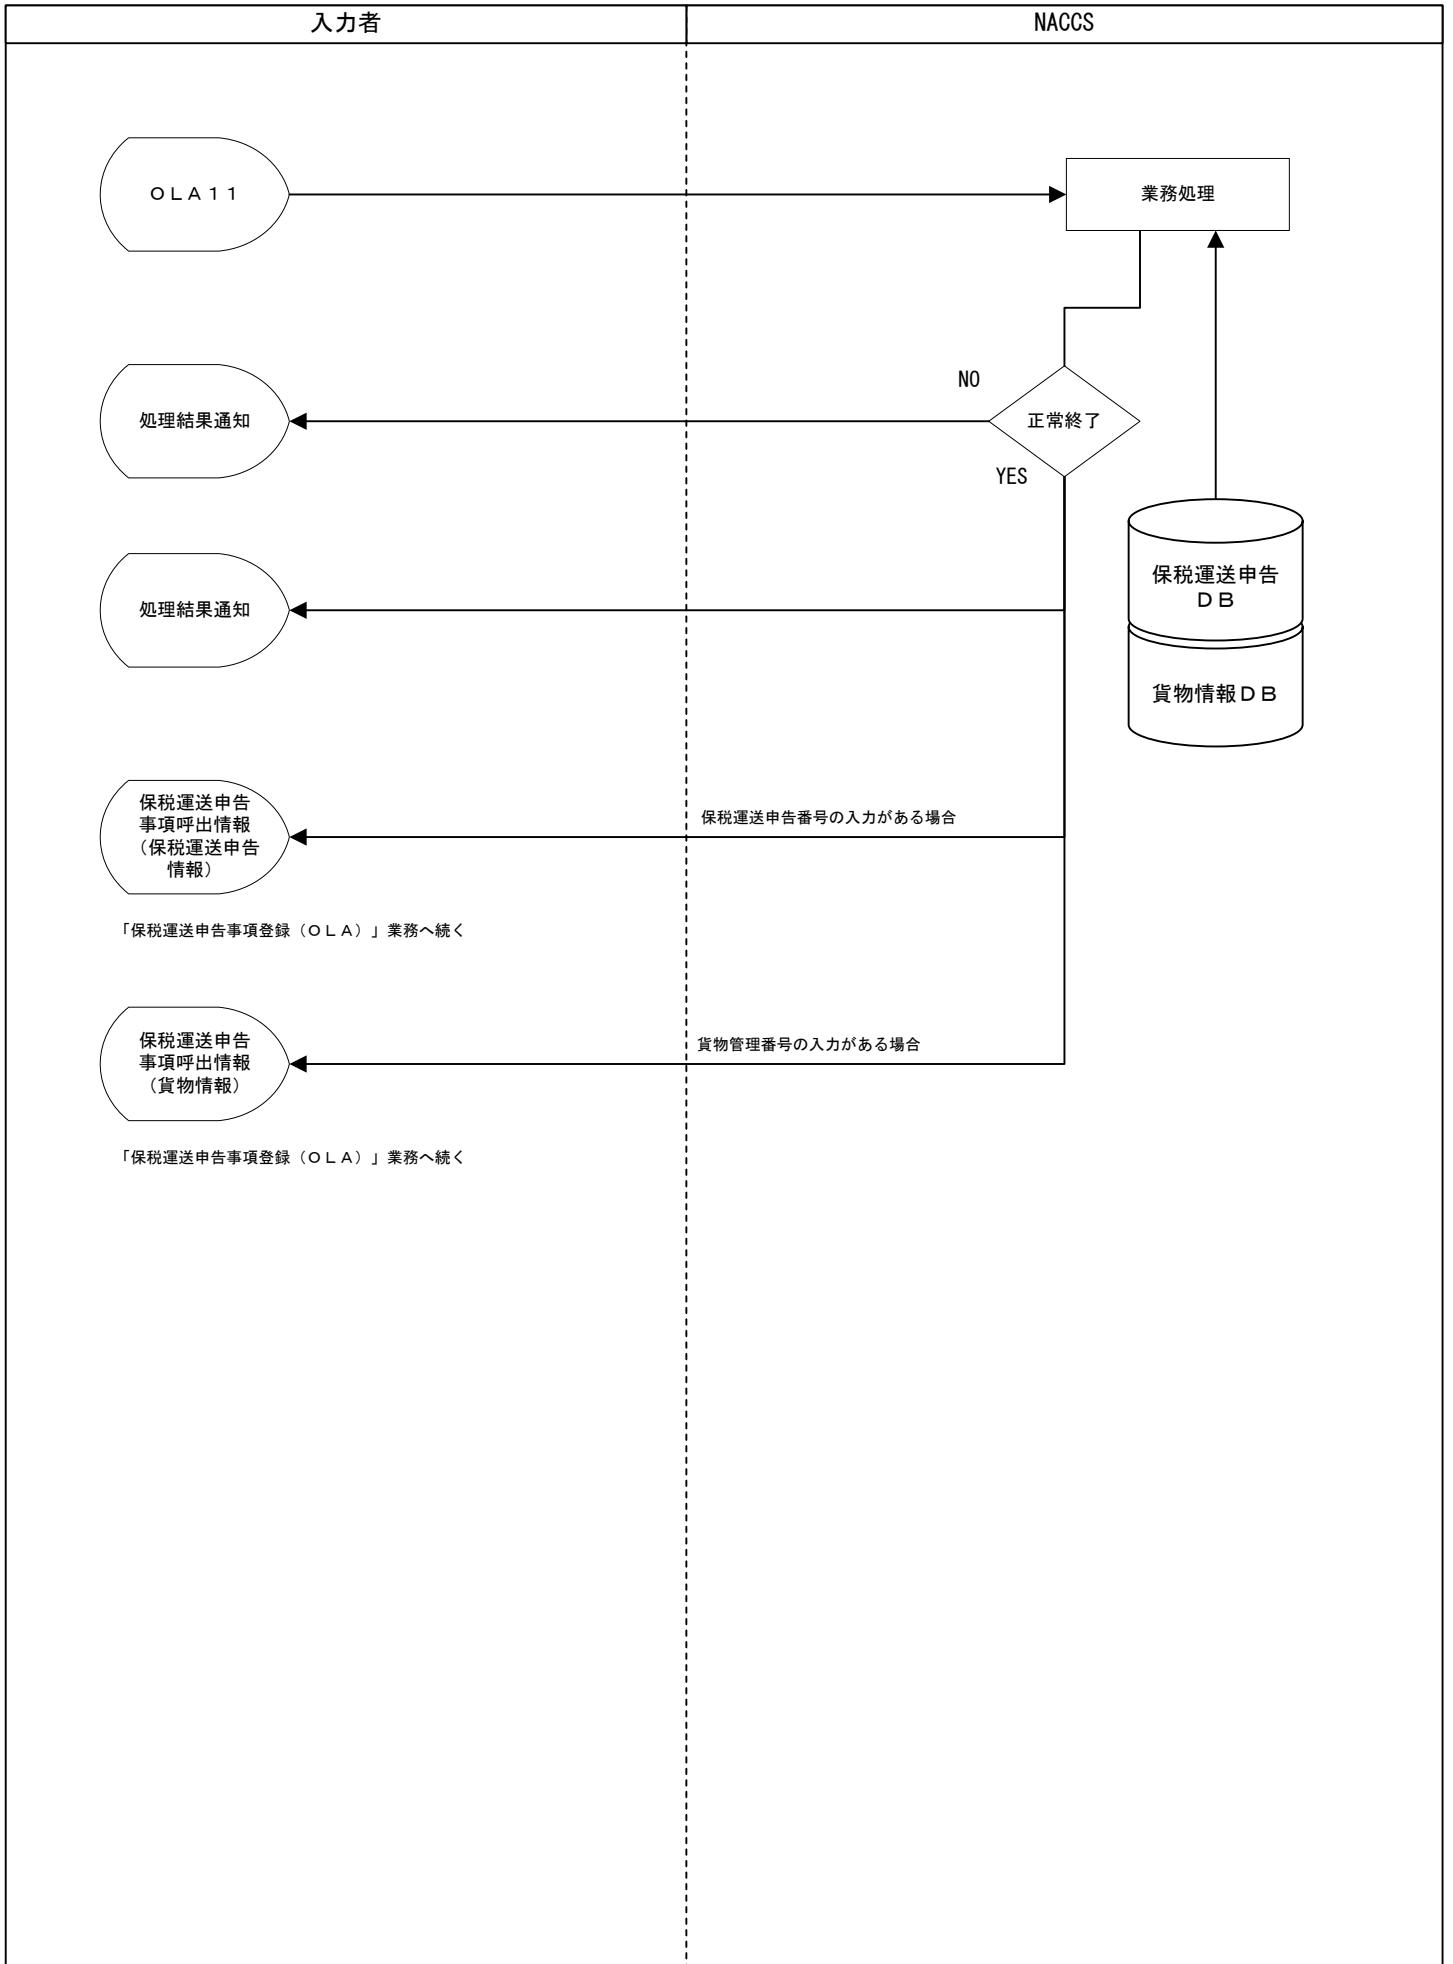 入力者
NACCS
ＯＬＡ１１
業務処理
NO
処理結果通知
正常終了
YES
保税運送申告
ＤＢ
処理結果通知
貨物情報ＤＢ
保税運送申告
事項呼出情報
（保税運送申告
情報）
保税運送申告番号の入力がある場合
「保税運送申告事項登録（ＯＬＡ）」業務へ続く
保税運送申告
事項呼出情報
（貨物情報）
貨物管理番号の入力がある場合
「保税運送申告事項登録（ＯＬＡ）」業務へ続く